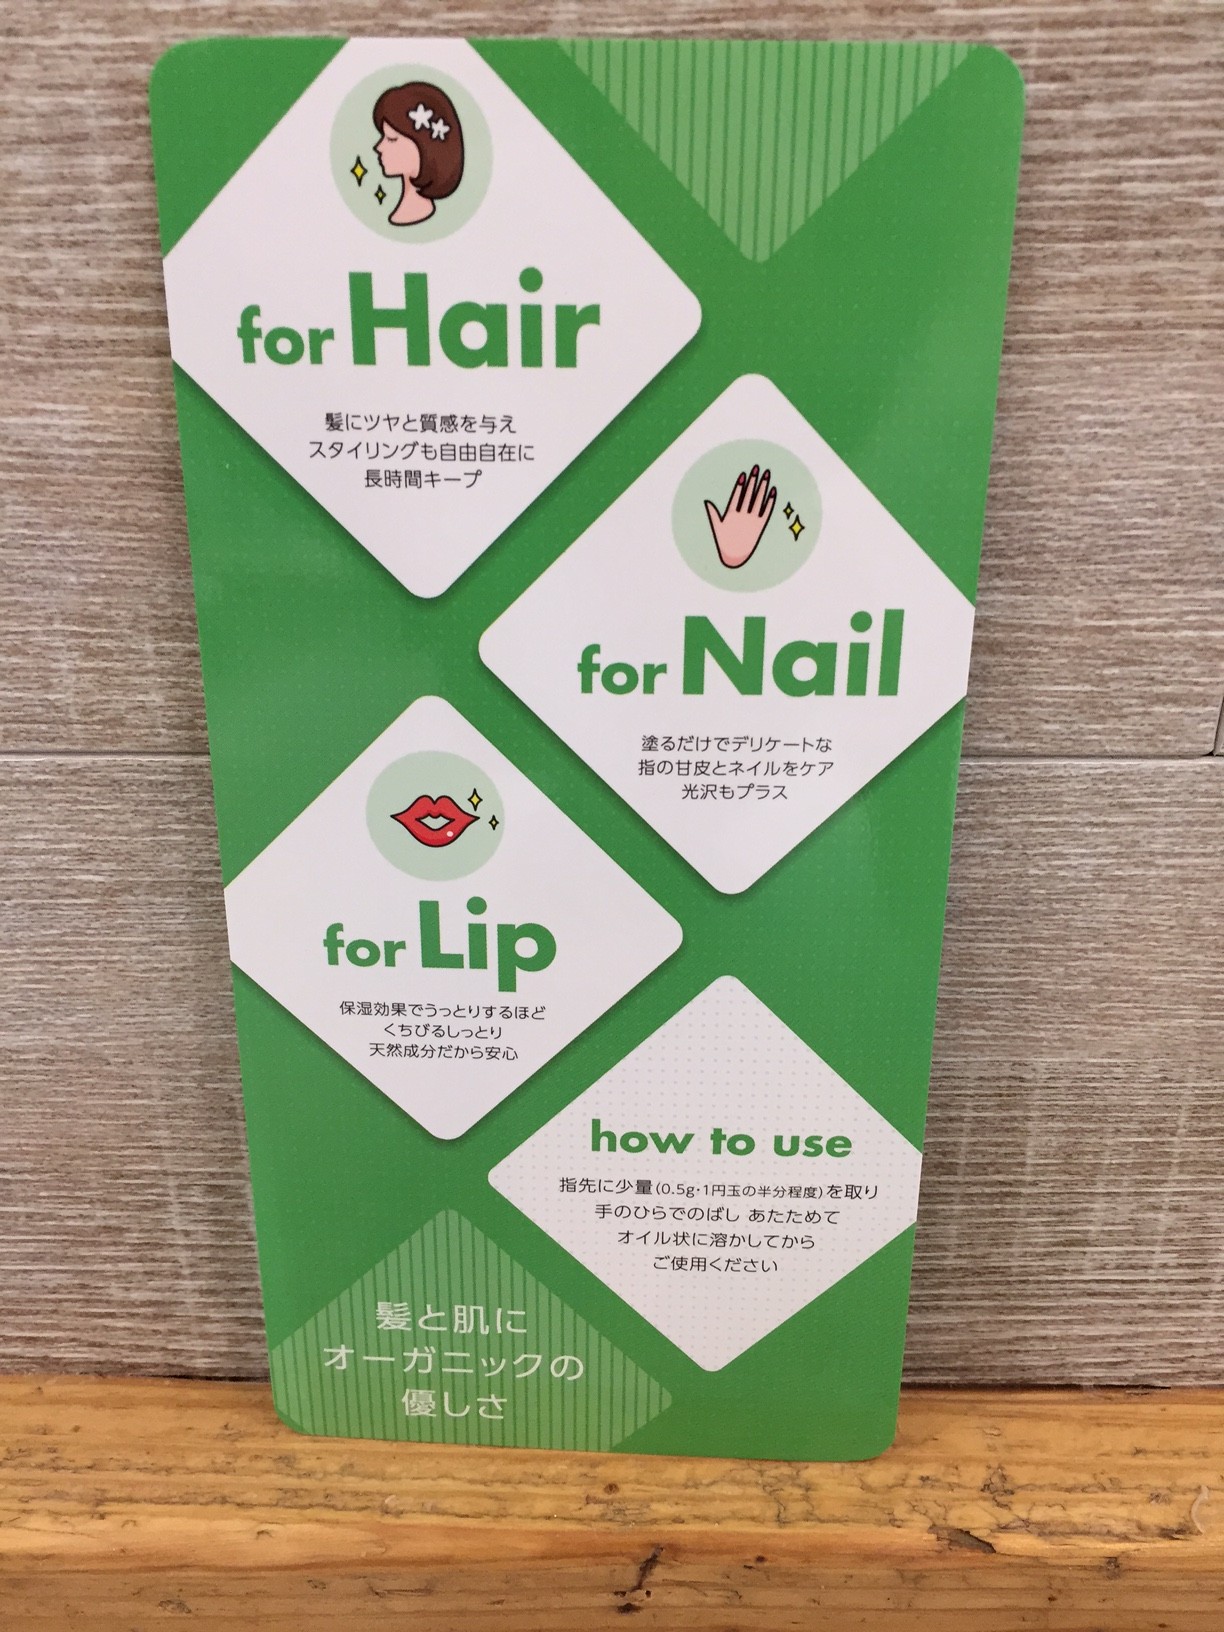 for Hair
髪にツヤと質感を与え
スタイリングも自由自在に
長時間キープ
for Nail
塗るだけでデリケートな
指の甘皮とネイルをケア
光沢もプラス
for Lip
保湿効果でうっとりするほど
くちびるしっとり
天然成分だから安心
how to use
指先に少量(0.5g･1円玉の半分程度)を取り
手のひらでのばし あたためて
オイル状に溶かしてから
ご使用ください
髪と肌に
オーガニックの
優しさ